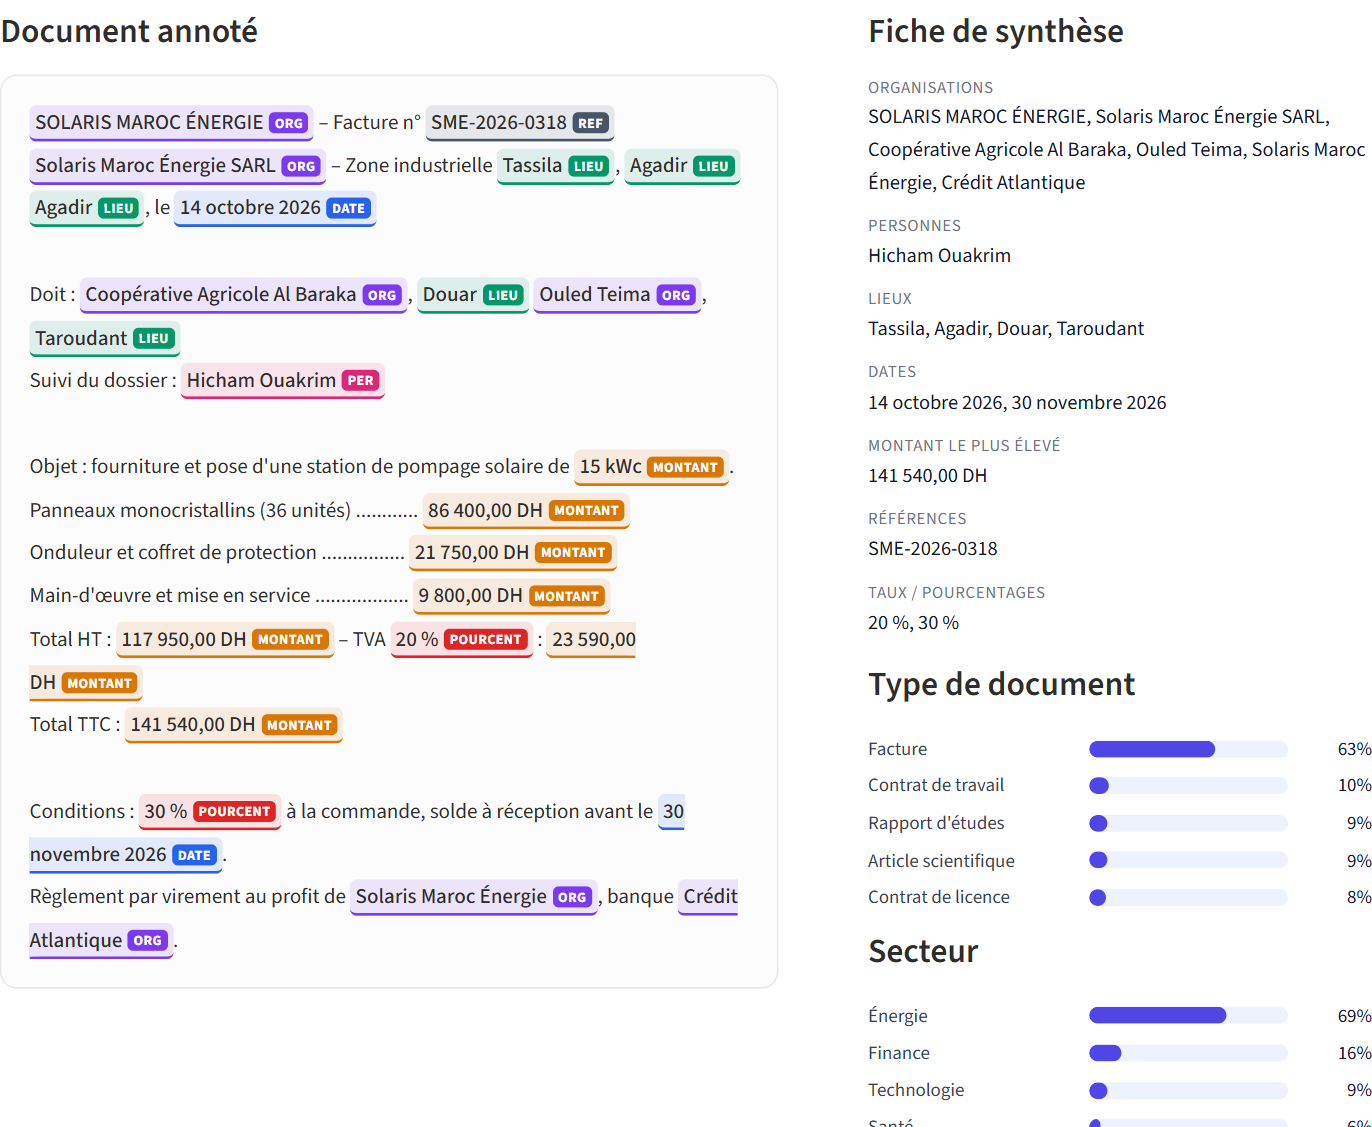 Document annoté
SOLARIS MAROC ÉNERGIE ORG – Facture n° SME-2026-0318 REF
Solaris Maroc Énergie SARL ORG – Zone industrielle Tassila LIEU , Agadir LIEU
Agadir LIEU , le 14 octobre 2026 DATE
Doit : Coopérative Agricole Al Baraka ORG , Douar LIEU Ouled Teima ORG ,
Taroudant LIEU
Suivi du dossier : Hicham Ouakrim PER
Objet : fourniture et pose d'une station de pompage solaire de 15 kWc MONTANT .
Panneaux monocristallins (36 unités) ............ 86 400,00 DH MONTANT
Onduleur et coffret de protection ................ 21 750,00 DH MONTANT
Main-d'œuvre et mise en service .................. 9 800,00 DH MONTANT
Total HT : 117 950,00 DH MONTANT – TVA 20 % POURCENT : 23 590,00
DH MONTANT
Total TTC : 141 540,00 DH MONTANT
Conditions : 30 % POURCENT à la commande, solde à réception avant le 30
novembre 2026 DATE .
Règlement par virement au profit de Solaris Maroc Énergie ORG , banque Crédit
Atlantique ORG .
Fiche de synthèse
ORGANISATIONS
SOLARIS MAROC ÉNERGIE, Solaris Maroc Énergie SARL,
Coopérative Agricole Al Baraka, Ouled Teima, Solaris Maroc
Énergie, Crédit Atlantique
PERSONNES
Hicham Ouakrim
LIEUX
Tassila, Agadir, Douar, Taroudant
DATES
14 octobre 2026, 30 novembre 2026
MONTANT LE PLUS ÉLEVÉ
141 540,00 DH
RÉFÉRENCES
SME-2026-0318
TAUX / POURCENTAGES
20 %, 30 %
Type de document
Facture 63%
Contrat de travail 10%
Rapport d'études 9%
Article scientifique 9%
Contrat de licence 8%
Secteur
Énergie 69%
Finance 16%
Technologie 9%
Santé 6%